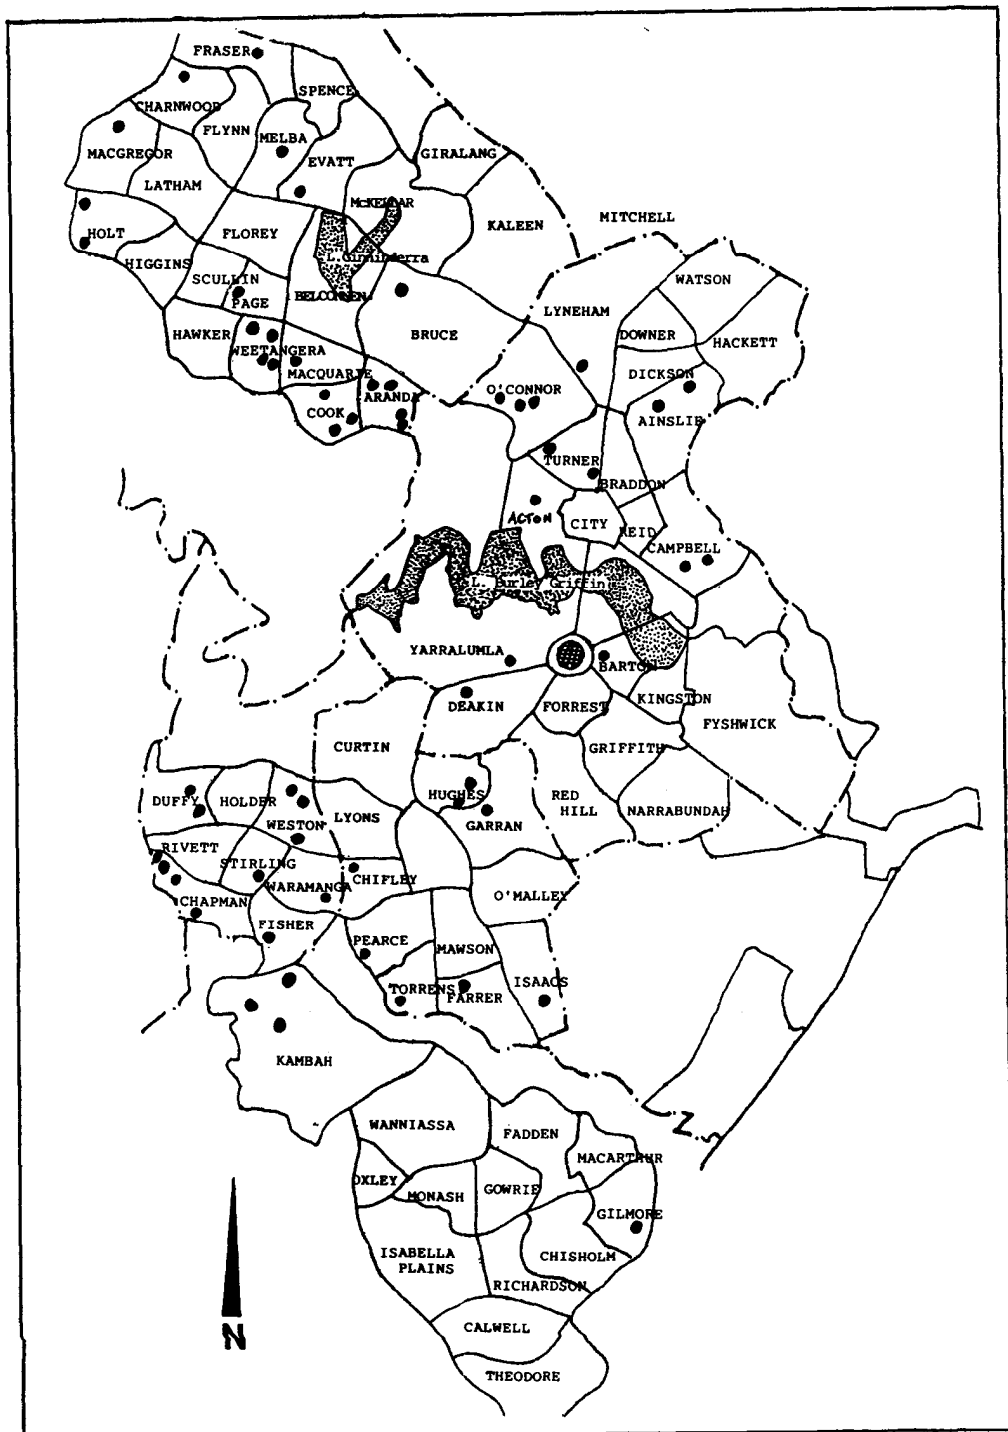 FRASER
SPENCE
CHARNWOOD
FLYNN
MELBA
MACGREGOR
EVATT
GIRALANG
LATHAM
McKELLAR
HOLT
FLOREY
KALEEN
MITCHELL
HIGGINS
L.Ginninderra
SCULLIN
PAGE
BELCONNEN
WATSON
LYNEHAM
HAWKER
BRUCE
DOWNER
HACKETT
WEETANGERA
MACQUARIE
DICKSON
ARANDA
O'CONNOR
COOK
AINSLIE
TURNER
BRADDON
ACTON
CITY
REID
CAMPBELL
L. Burley Griffin
YARRALUMLA
BARTON
DEAKIN
FORREST
KINGSTON
FYSHWICK
CURTIN
GRIFFITH
DUFFY
HOLDER
HUGHES
RED
HILL
LYONS
GARRAN
NARRABUNDAH
WESTON
RIVETT
STIRLING
WARAMANGA
CHIFLEY
CHAPMAN
O'MALLEY
FISHER
PEARCE
MAWSON
ISAACS
TORRENS
FARRER
KAMBAH
WANNIASSA
FADDEN
MACARTHUR
OXLEY
MONASH
GOWRIE
GILMORE
ISABELLA
PLAINS
CHISHOLM
RICHARDSON
CALWELL
THEODORE
N